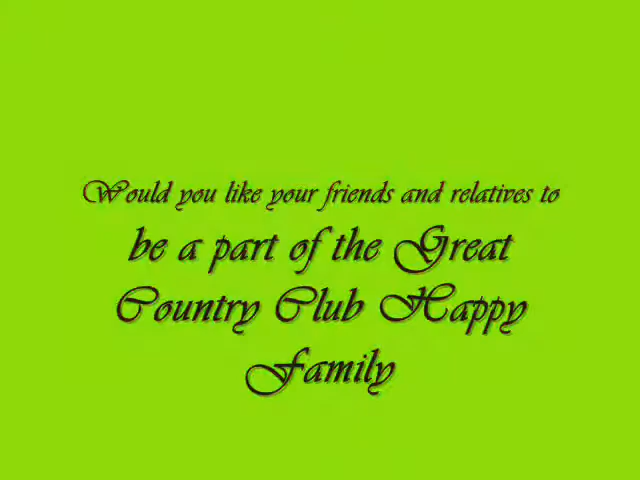 Would you like your friends and relatives to
be a part of the Great
Country Club Happy
Family